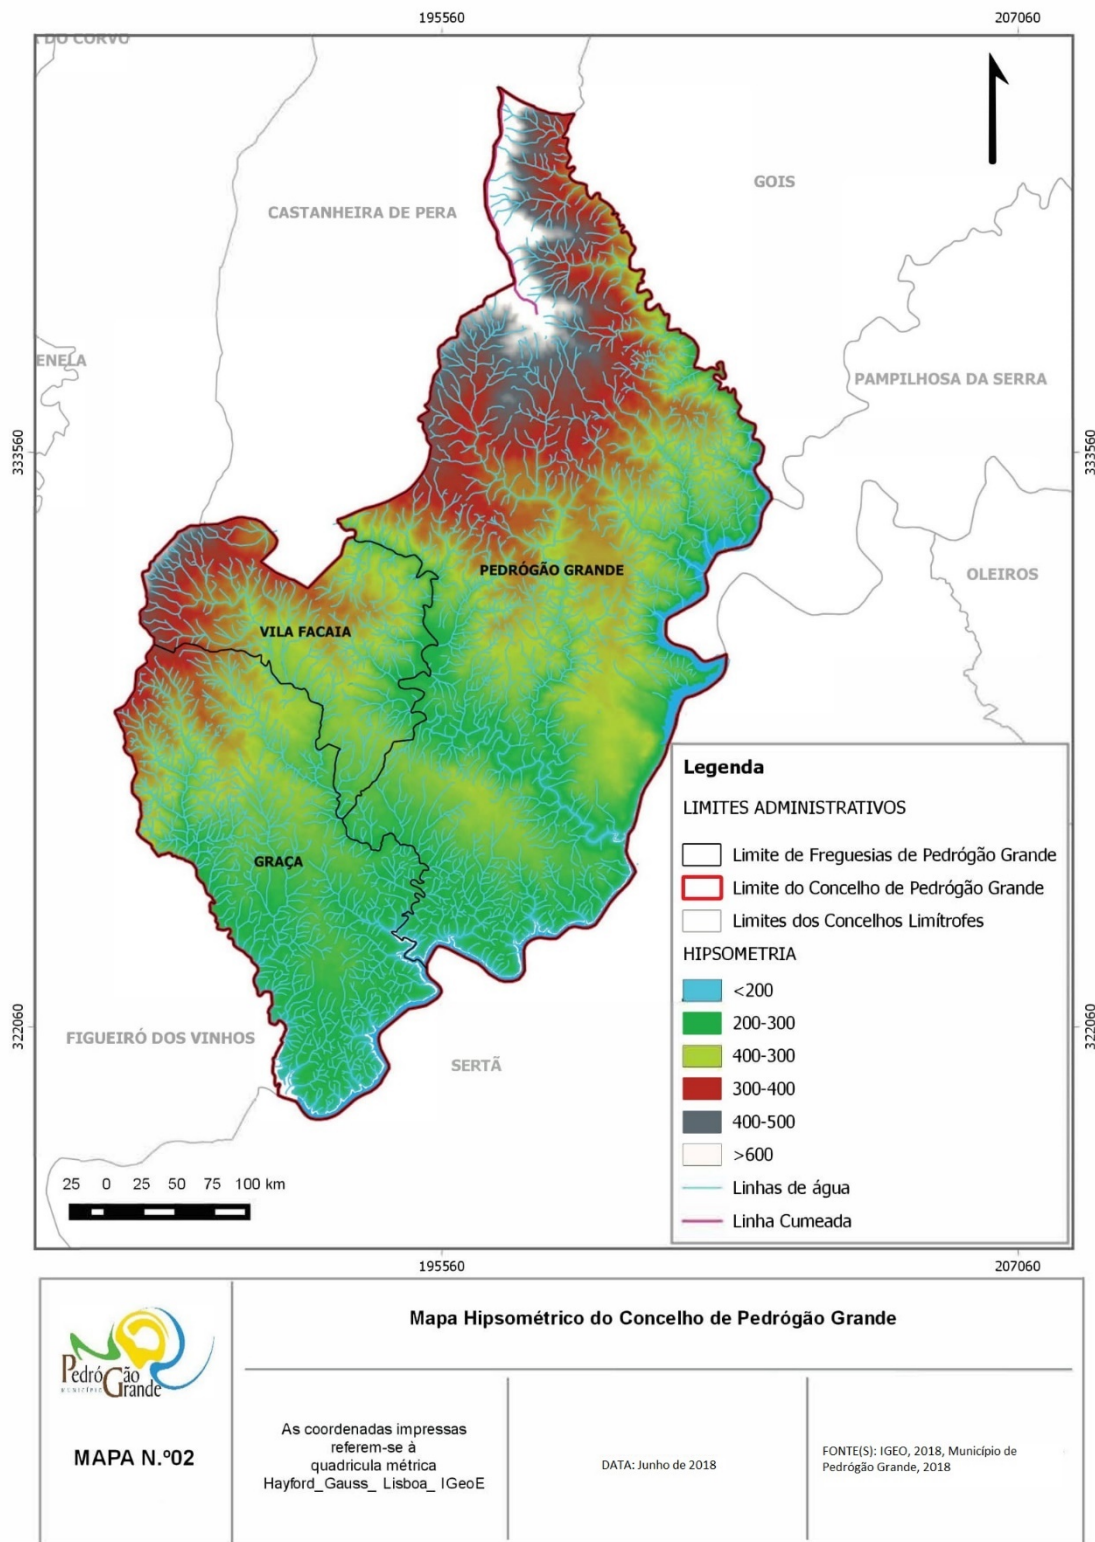 195560
207060
A DO CORVO
GOIS
CASTANHEIRA DE PERA
ENELA
PAMPILHOSA DA SERRA
333560
333560
PEDRÓGÃO GRANDE
OLEIROS
VILA FACAIA
GRAÇA
FIGUEIRÓ DOS VINHOS
SERTÃ
322060
322060
Legenda
LIMITES ADMINISTRATIVOS
Limite de Freguesias de Pedrógão Grande
Limite do Concelho de Pedrógão Grande
Limites dos Concelhos Limítrofes
HIPSOMETRIA
<200
200-300
400-300
300-400
400-500
>600
Linhas de água
Linha Cumeada
25 0 25 50 75 100 km
195560
207060
Mapa Hipsométrico do Concelho de Pedrógão Grande
Pedrógão
MUNICÍPIO Grande
MAPA N.º02
As coordenadas impressas
referem-se à
quadricula métrica
Hayford_Gauss_ Lisboa_ IGeoE
DATA: Junho de 2018
FONTE(S): IGEO, 2018, Município de
Pedrógão Grande, 2018